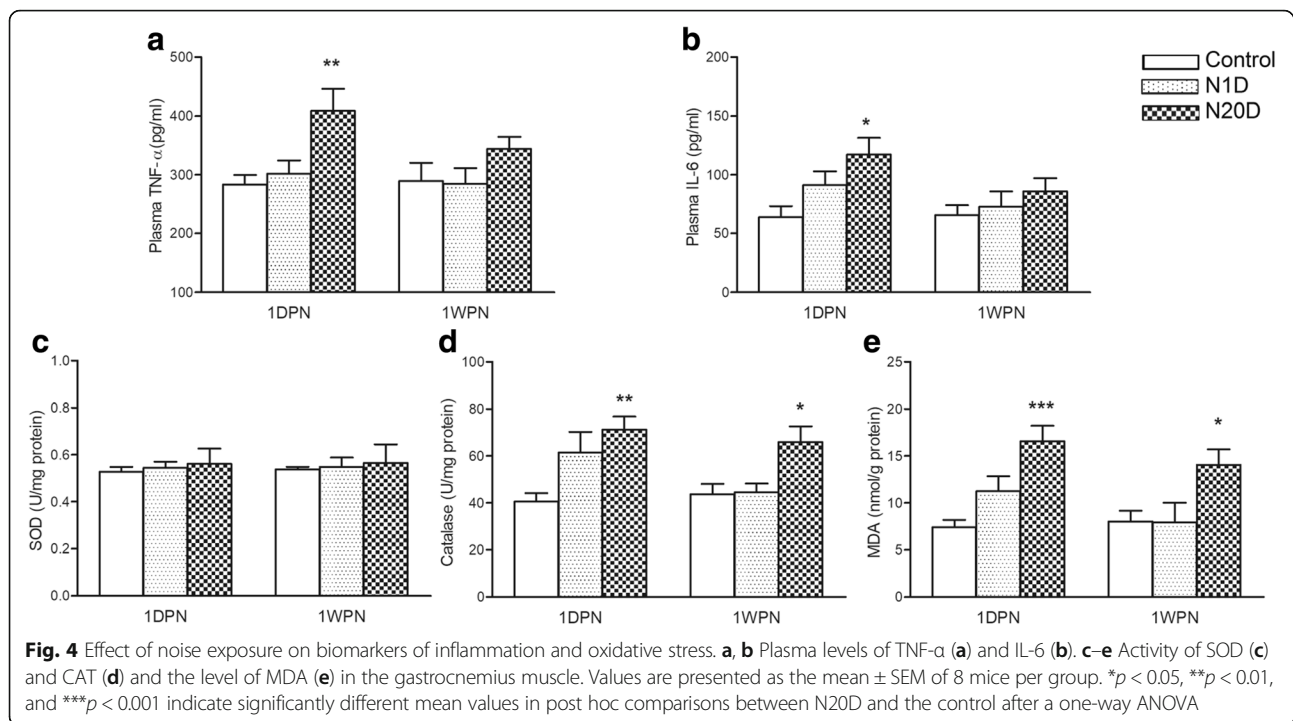 a
500
400
300
200
100
Plasma TNF-α(pg/ml)
**
1DPN 1WPN
b
200
150
100
50
0
Plasma IL-6 (pg/ml)
*
1DPN 1WPN
Control
N1D
N20D
c
1.0
0.8
0.6
0.4
0.2
0.0
SOD (U/mg protein)
1DPN 1WPN
d
100
80
60
40
20
0
Catalase (U/mg protein)
** *
1DPN 1WPN
e
25
20
15
10
5
0
MDA (nmol/g protein)
*** *
1DPN 1WPN
Fig. 4 Effect of noise exposure on biomarkers of inflammation and oxidative stress. a, b Plasma levels of TNF-α (a) and IL-6 (b). c–e Activity of SOD (c)
and CAT (d) and the level of MDA (e) in the gastrocnemius muscle. Values are presented as the mean ± SEM of 8 mice per group. *p < 0.05, **p < 0.01,
and ***p < 0.001 indicate significantly different mean values in post hoc comparisons between N20D and the control after a one-way ANOVA